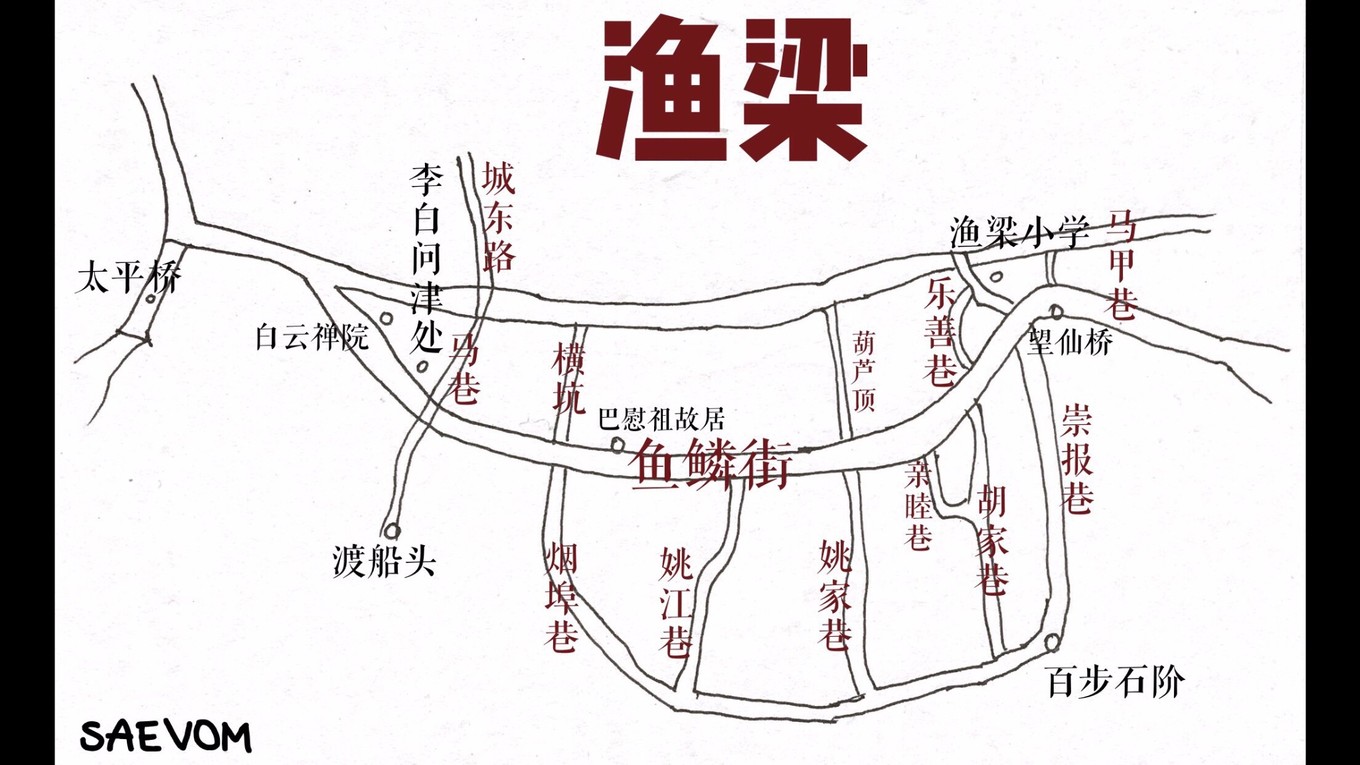 渔梁
李白问津处
城东路
渔梁小学
马甲巷
太平桥
白云禅院
马巷
横坑
葫芦顶
乐善巷
望仙桥
巴慰祖故居
鱼鳞街
崇报巷
亲睦巷
胡家巷
渡船头
烟埠巷
姚江巷
姚家巷
百步石阶
SAEVOM